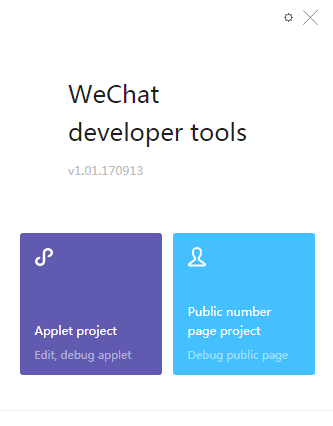 WeChat
developer tools
v1.01.170913
Applet project
Edit, debug applet
Public number
page project
Debug public page